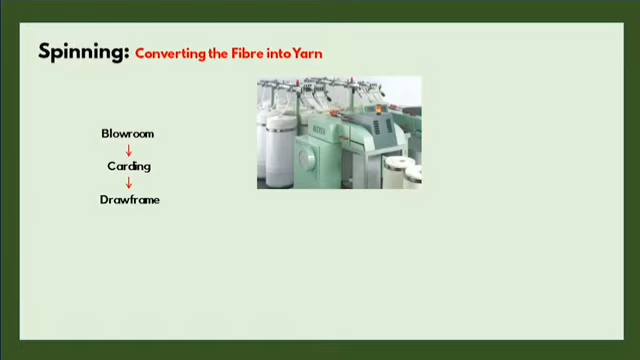 Spinning: Converting the Fibre into Yarn
Blowroom
Carding
Drawframe